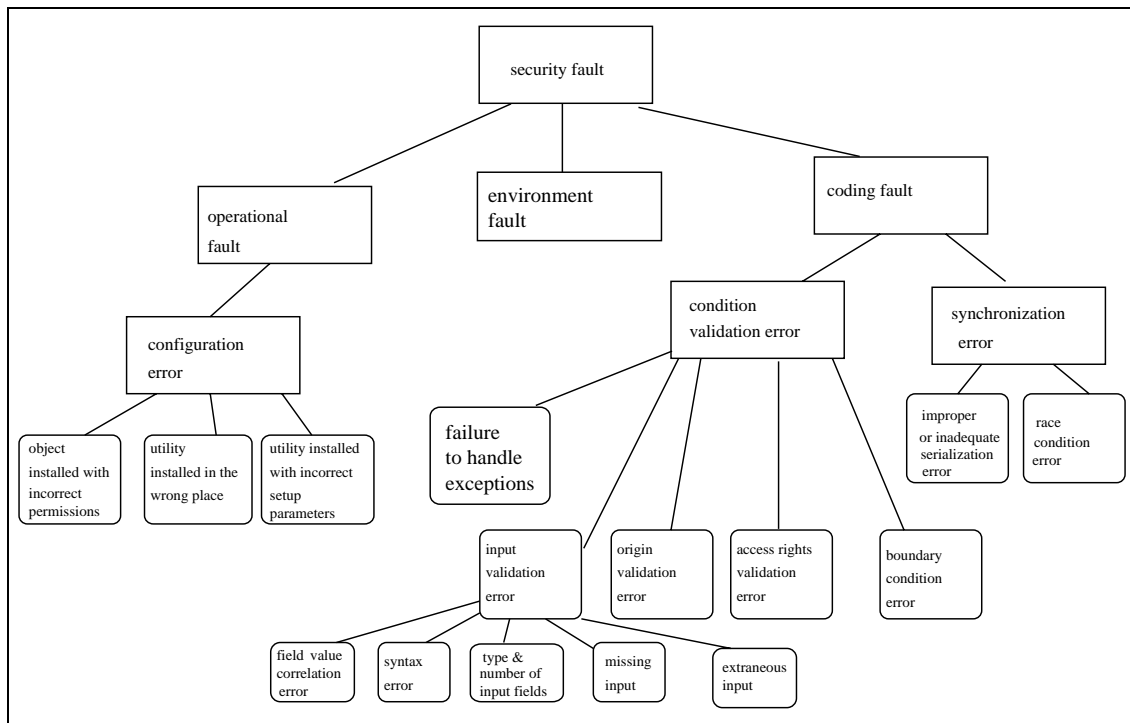 security fault
operational
fault
environment
fault
coding fault
configuration
error
condition
validation error
synchronization
error
object
installed with
incorrect
permissions
utility
installed in the
wrong place
utility installed
with incorrect
setup
parameters
failure
to handle
exceptions
improper
or inadequate
serialization
error
race
condition
error
input
validation
error
origin
validation
error
access rights
validation
error
boundary
condition
error
field value
correlation
error
syntax
error
type &
number of
input fields
missing
input
extraneous
input